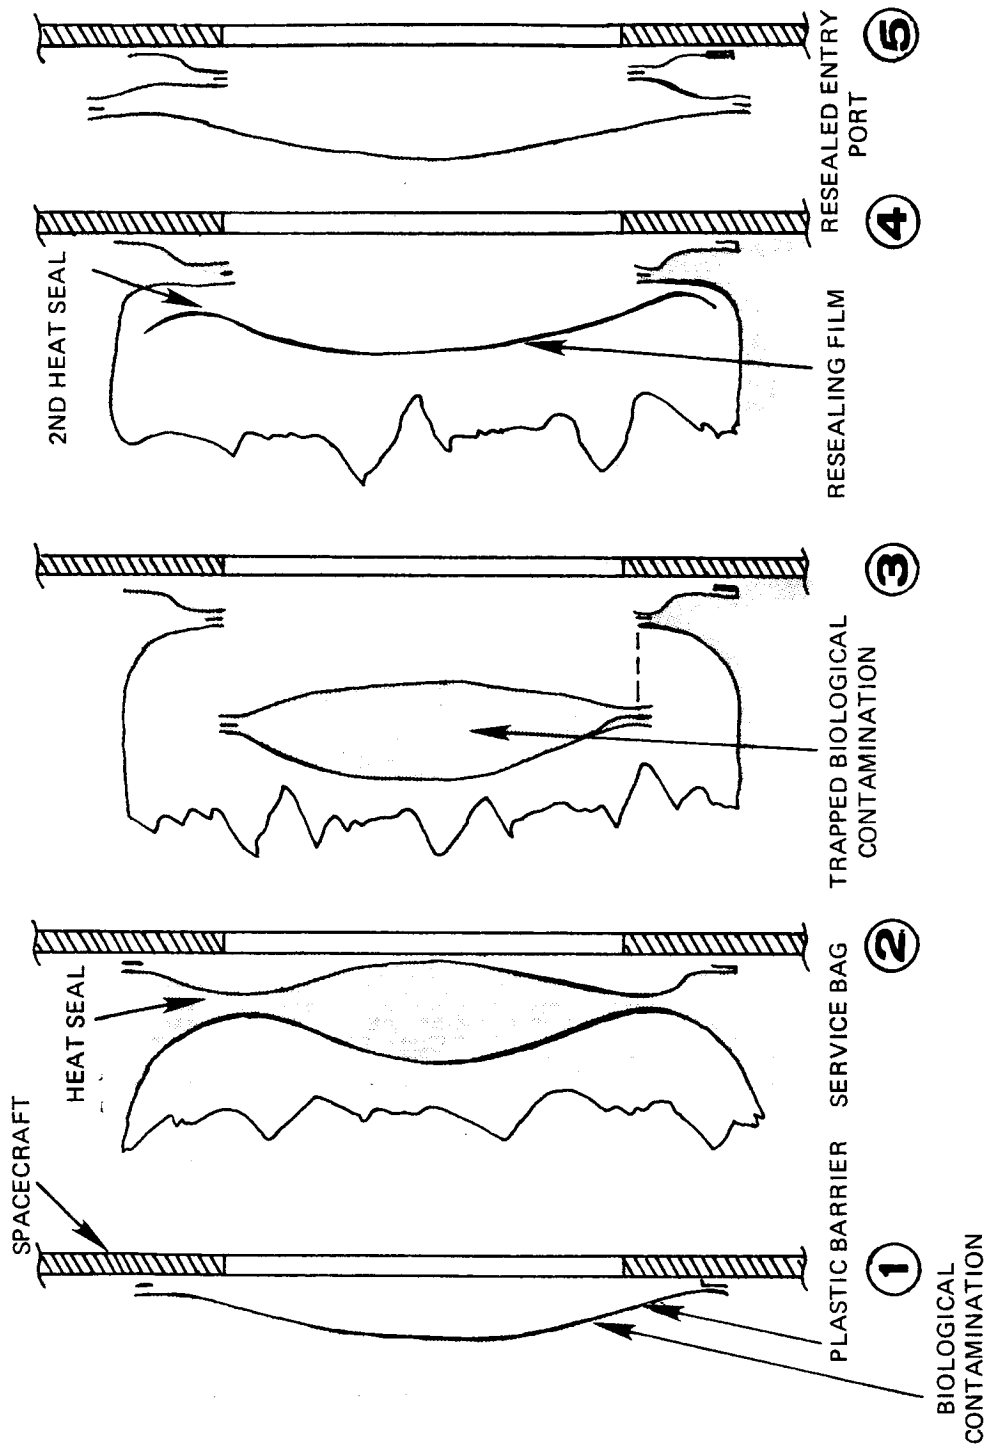 SPACECRAFT
HEAT SEAL
2ND HEAT SEAL
PLASTIC BARRIER
SERVICE BAG
TRAPPED BIOLOGICAL
CONTAMINATION
RESEALING FILM
RESEALED ENTRY
PORT
1
2
3
4
5
BIOLOGICAL
CONTAMINATION